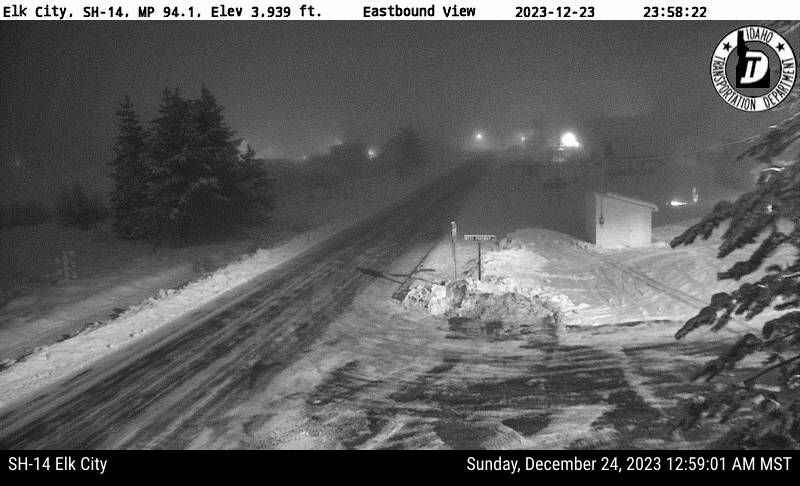 Elk City, SH-14, MP 94.1, Elev 3,939 ft. Eastbound View 2023-12-23 23:58:22
IDAHO
TRANSPORTATION DEPARTMENT
SH-14 Elk City Sunday, December 24, 2023 12:59:01 AM MST